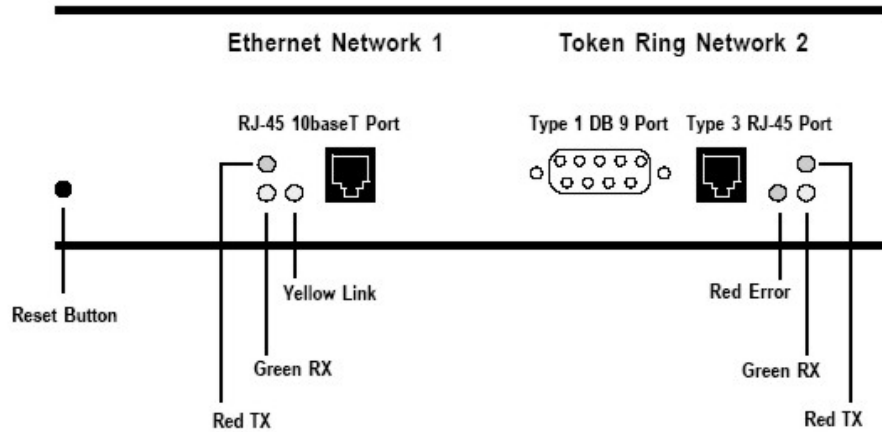 Ethernet Network 1
Token Ring Network 2
RJ-45 10baseT Port
Type 1 DB 9 Port
Type 3 RJ-45 Port
Yellow Link
Red Error
Reset Button
Green RX
Green RX
Red TX
Red TX